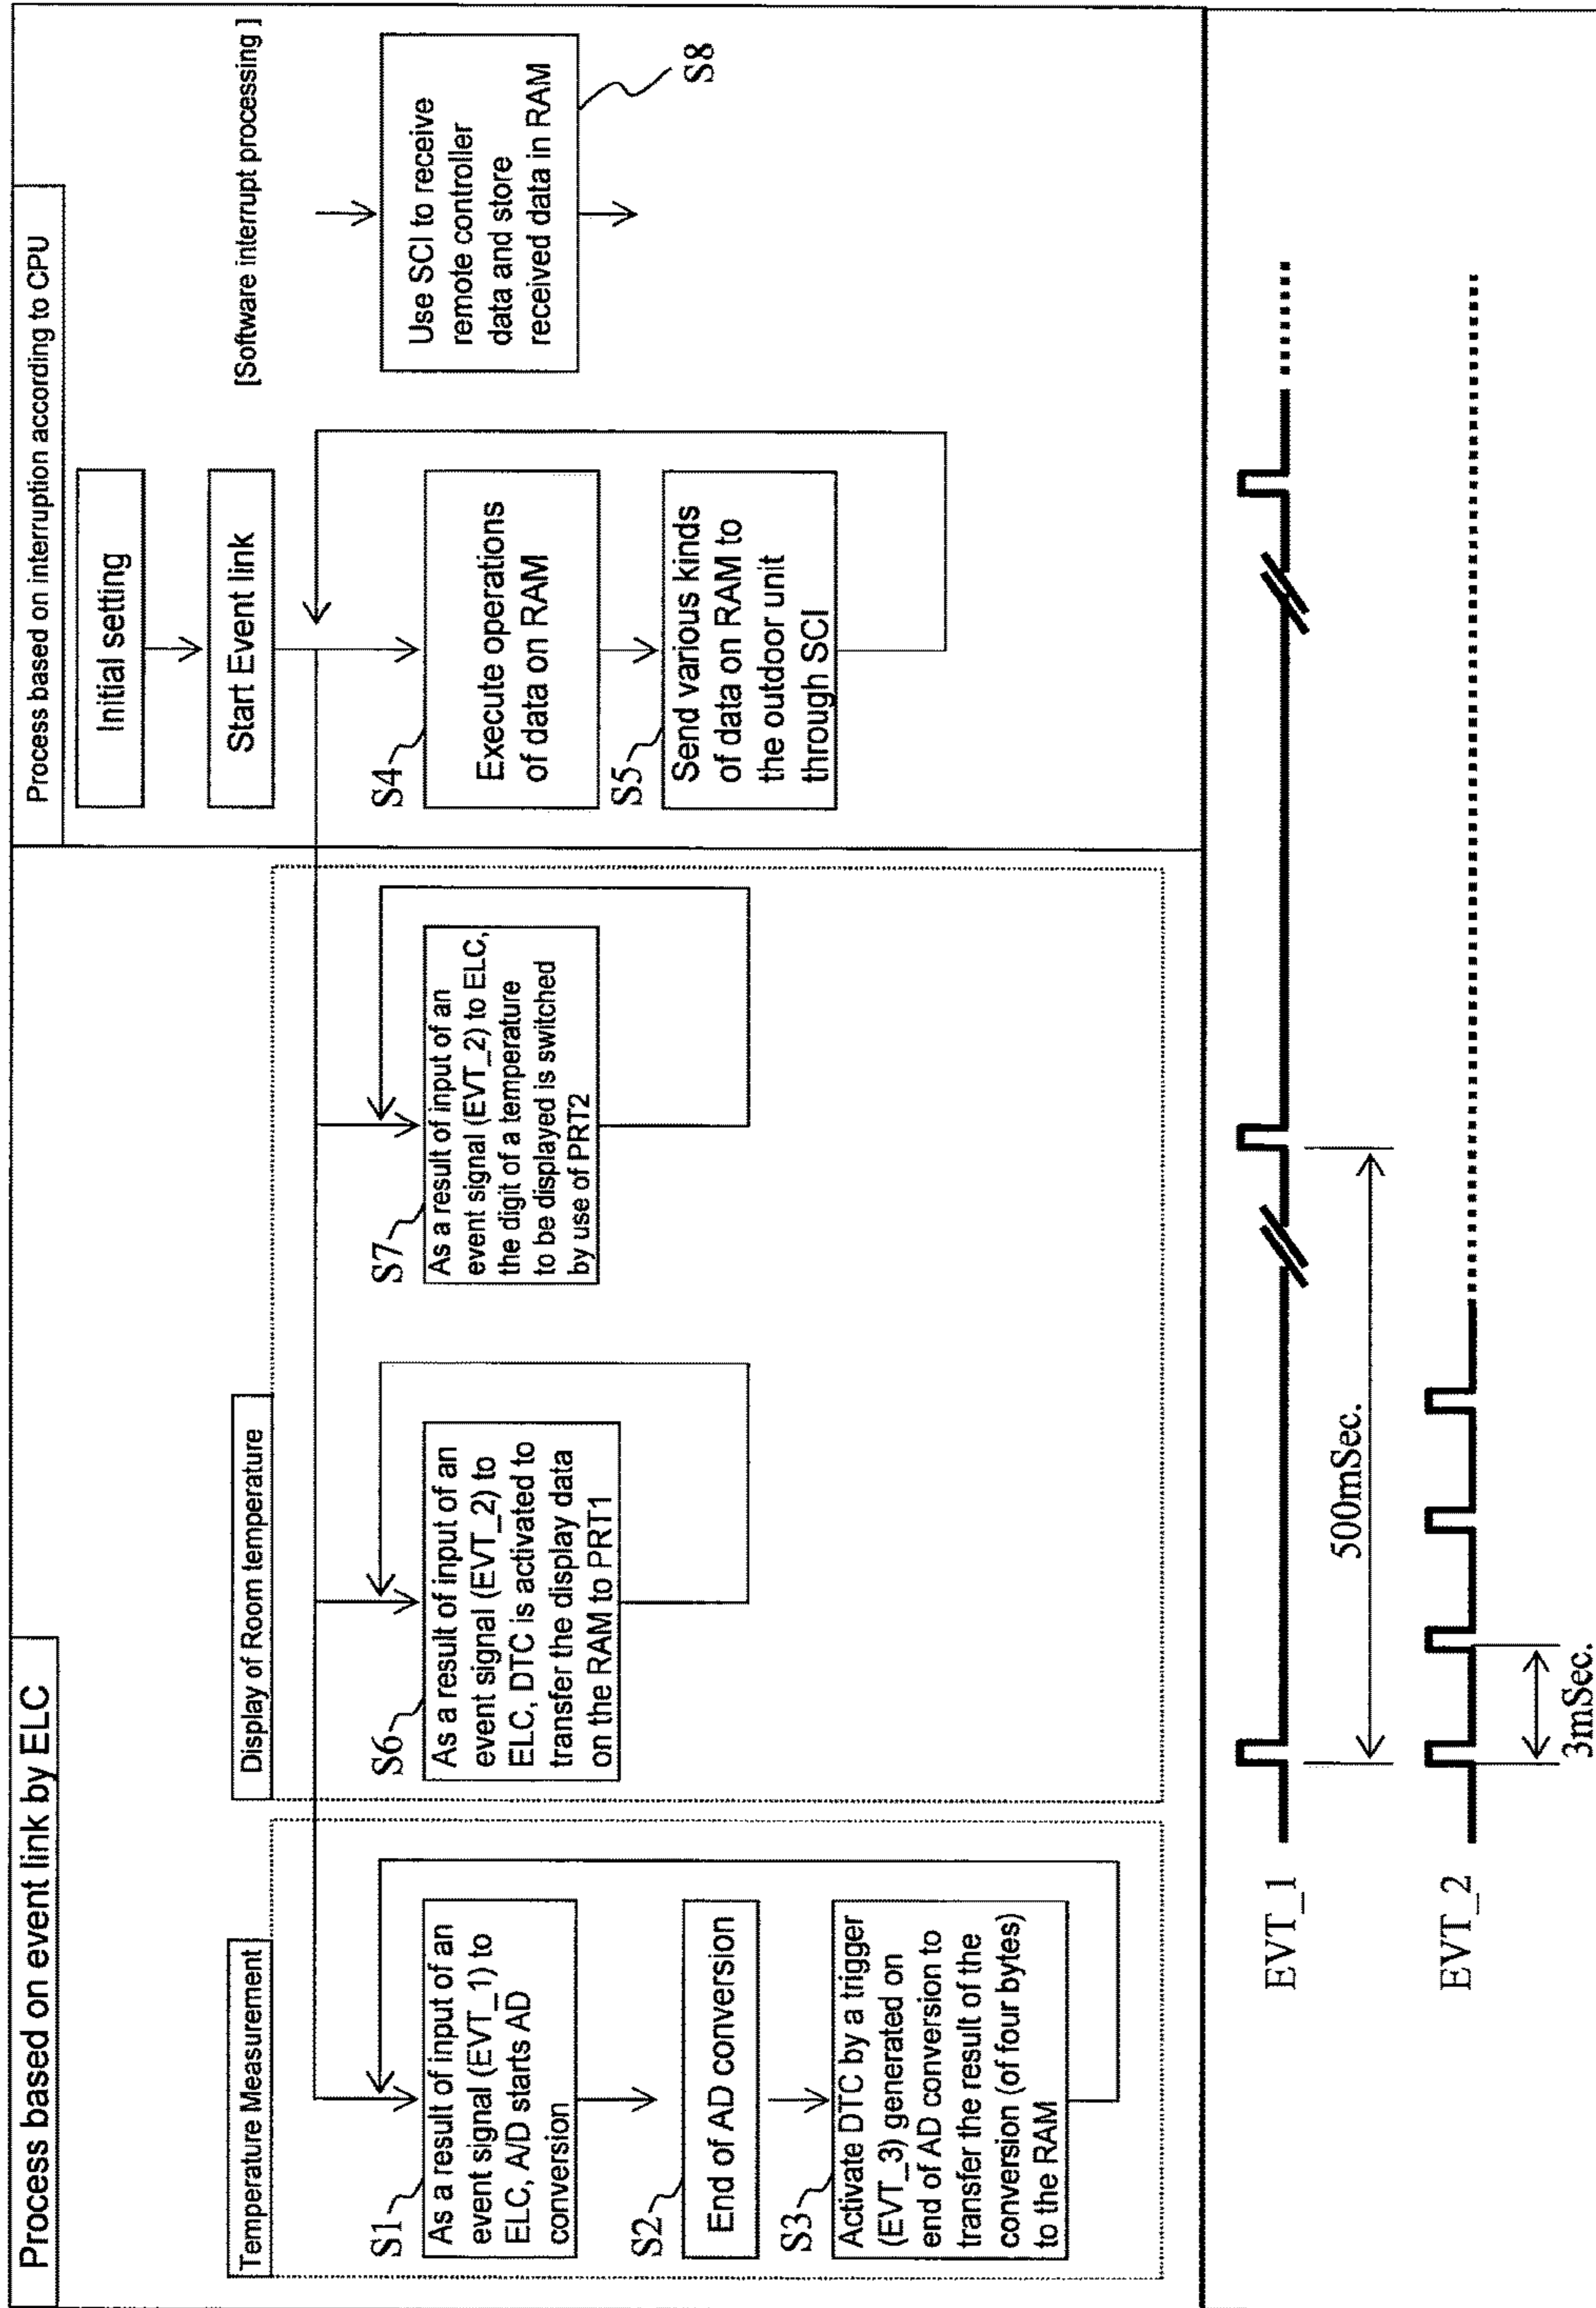 Process based on event link by ELC
Process based on interruption according to CPU
Temperature Measurement
S1
As a result of input of an
event signal (EVT_1) to
ELC, A/D starts AD
conversion
S2
End of AD conversion
S3
Activate DTC by a trigger
(EVT_3) generated on
end of AD conversion to
transfer the result of the
conversion (of four bytes)
to the RAM
Display of Room temperature
S6
As a result of input of an
event signal (EVT_2) to
ELC, DTC is activated to
transfer the display data
on the RAM to PRT1
S7
As a result of input of an
event signal (EVT_2) to ELC,
the digit of a temperature
to be displayed is switched
by use of PRT2
Initial setting
Start Event link
S4
Execute operations
of data on RAM
S5
Send various kinds
of data on RAM to
the outdoor unit
through SCI
[Software interrupt processing ]
Use SCI to receive
remote controller
data and store
received data in RAM
S8
EVT_1
500mSec.
EVT_2
3mSec.